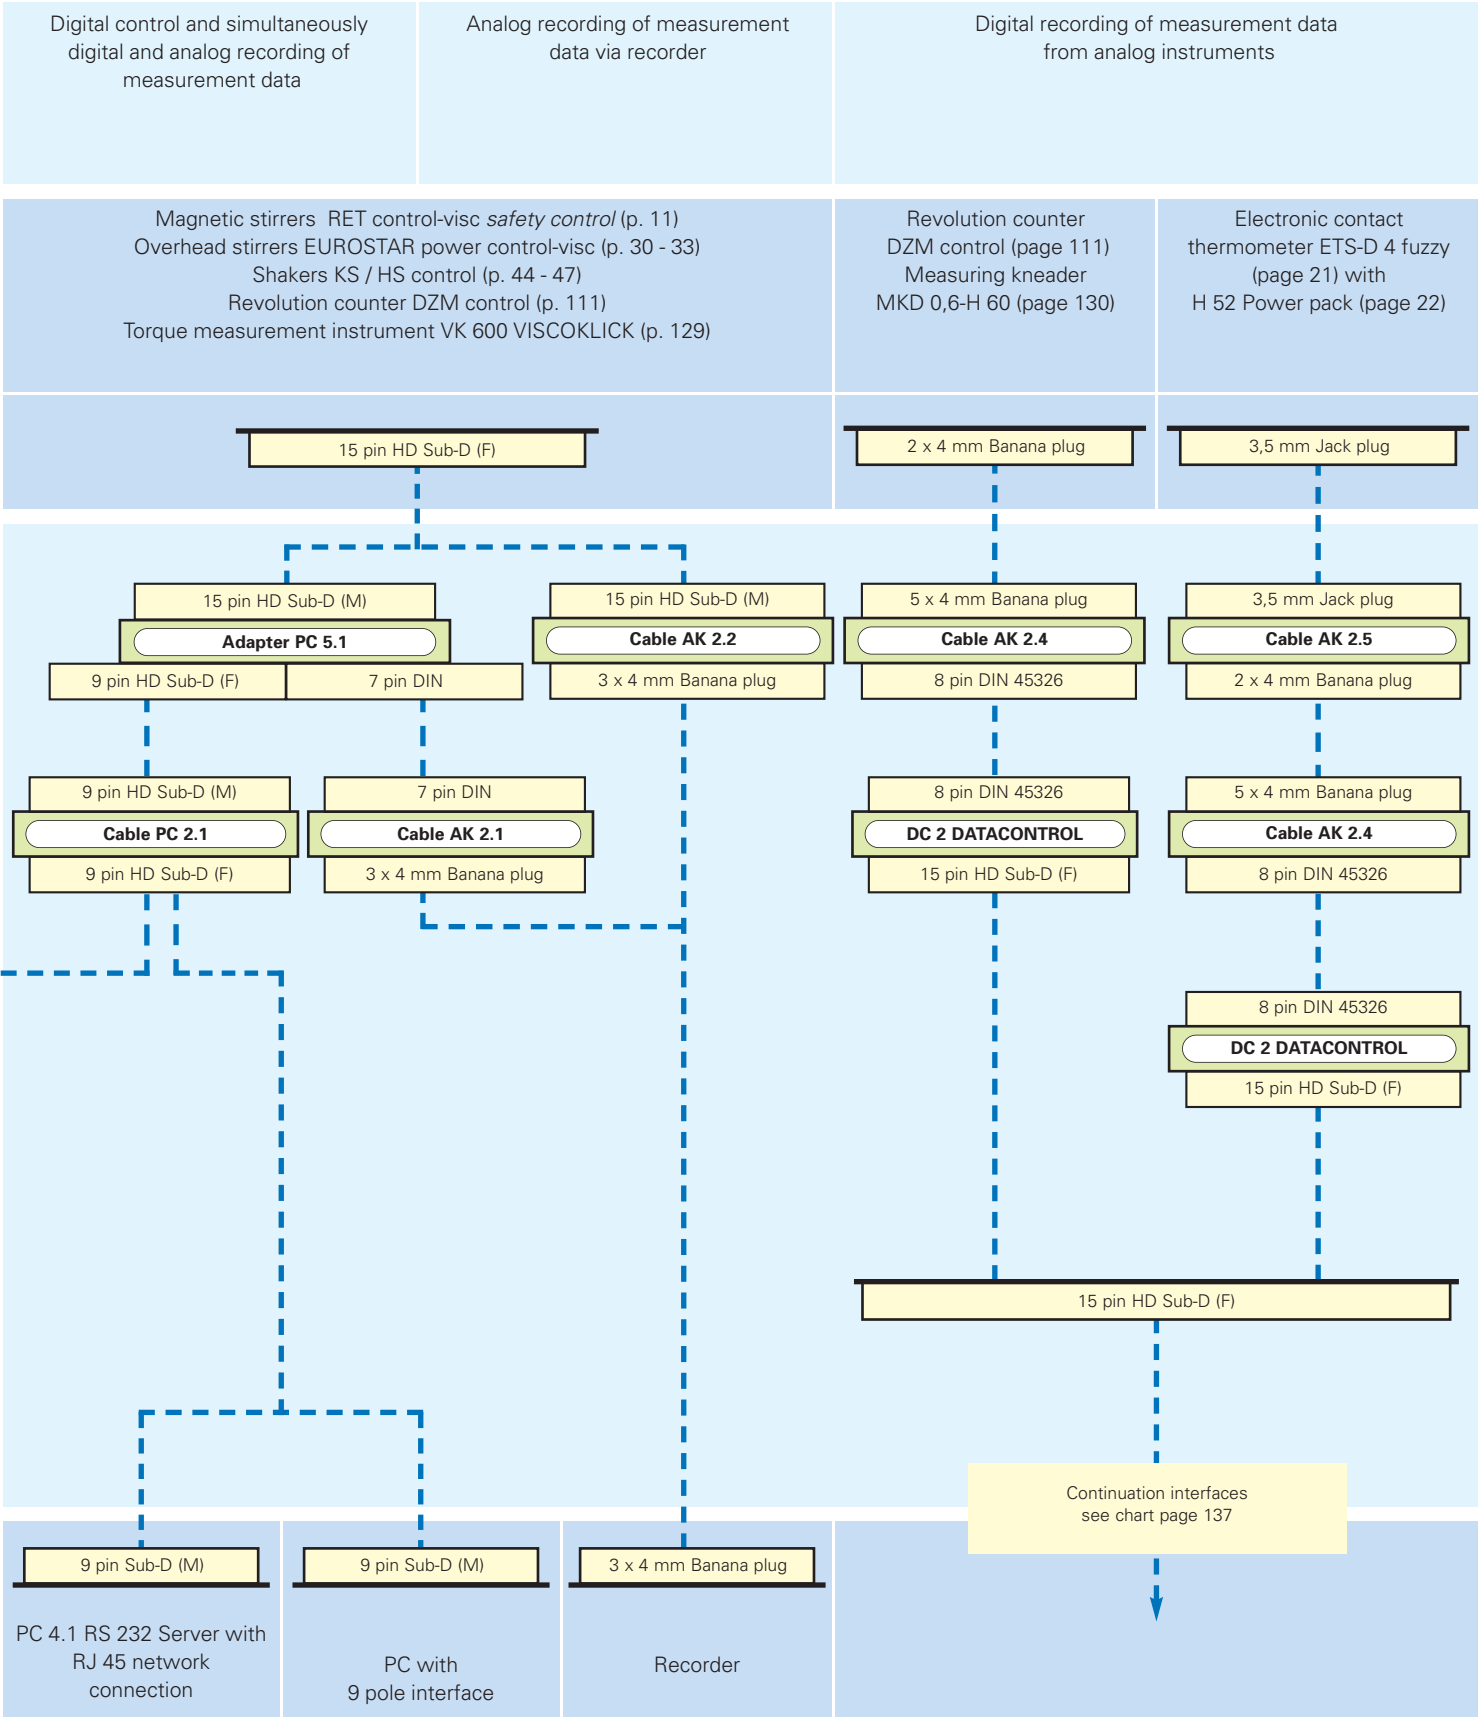 Digital control and simultaneously
digital and analog recording of
measurement data
Analog recording of measurement
data via recorder
Digital recording of measurement data
from analog instruments
Magnetic stirrers  RET control-visc safety control (p. 11)
Overhead stirrers EUROSTAR power control-visc (p. 30 - 33)
Shakers KS / HS control (p. 44 - 47)
Revolution counter DZM control (p. 111)
Torque measurement instrument VK 600 VISCOKLICK (p. 129)
Revolution counter
DZM control (page 111)
Measuring kneader
MKD 0,6-H 60 (page 130)
Electronic contact
thermometer ETS-D 4 fuzzy
(page 21) with
H 52 Power pack (page 22)
15 pin HD Sub-D (F)
2 x 4 mm Banana plug
3,5 mm Jack plug
15 pin HD Sub-D (M)
Adapter PC 5.1
9 pin HD Sub-D (F)
7 pin DIN
15 pin HD Sub-D (M)
Cable AK 2.2
3 x 4 mm Banana plug
5 x 4 mm Banana plug
Cable AK 2.4
8 pin DIN 45326
3,5 mm Jack plug
Cable AK 2.5
2 x 4 mm Banana plug
9 pin HD Sub-D (M)
Cable PC 2.1
9 pin HD Sub-D (F)
7 pin DIN
Cable AK 2.1
3 x 4 mm Banana plug
8 pin DIN 45326
DC 2 DATACONTROL
15 pin HD Sub-D (F)
5 x 4 mm Banana plug
Cable AK 2.4
8 pin DIN 45326
8 pin DIN 45326
DC 2 DATACONTROL
15 pin HD Sub-D (F)
15 pin HD Sub-D (F)
Continuation interfaces
see chart page 137
9 pin Sub-D (M)
9 pin Sub-D (M)
3 x 4 mm Banana plug
PC 4.1 RS 232 Server with
RJ 45 network
connection
PC with
9 pole interface
Recorder